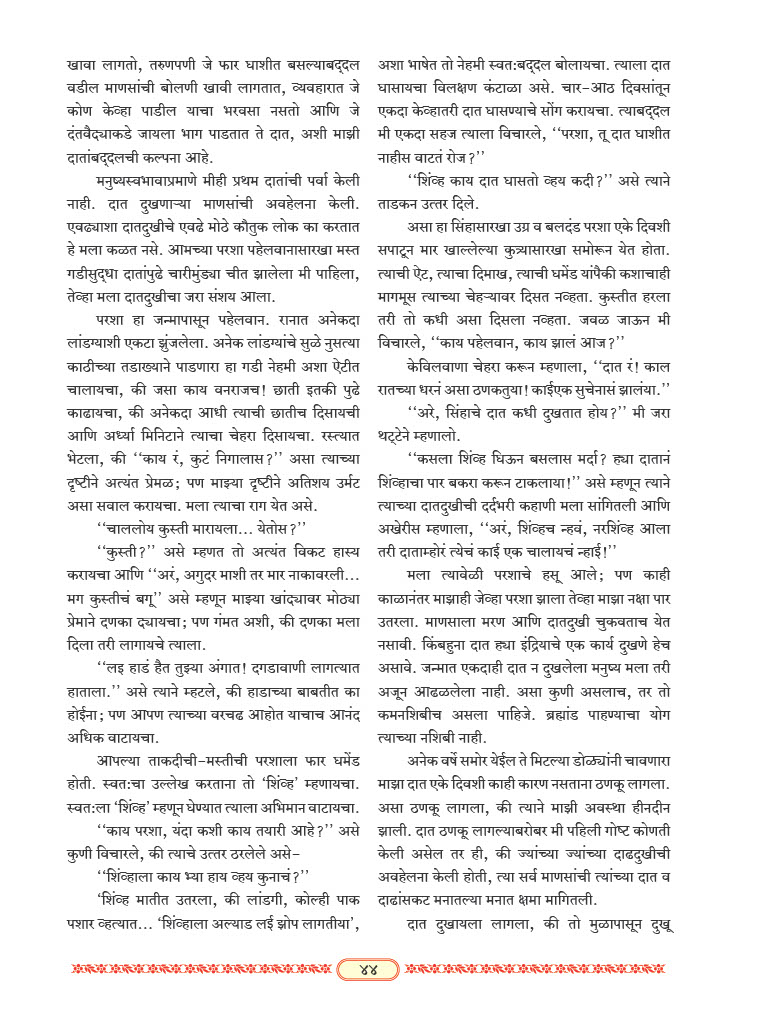 खावा लागतो, तरुणपणी जे फार घाशीत बसल्याबद्‌दल
वडील माणसांची बोलणी खावी लागतात, व्यवहारात जे
कोण केव्हा पाडील याचा भरवसा नसतो आणि जे
दंतवैद्याकडे जायला भाग पाडतात ते दात, अशी माझी
दातांबद्‌दलची कल्पना आहे.
मनुष्यस्वभावाप्रमाणे मीही प्रथम दातांची पर्वा केली
नाही. दात दुखणाऱ्या माणसांची अवहेलना केली.
एवढ्याशा दातदुखीचे एवढे मोठे कौतुक लोक का करतात
हे मला कळत नसे. आमच्या परशा पहेलवानासारखा मस्त
गडीसुद्‌धा दातांपुढे चारीमुंड्या चीत झालेला मी पाहिला,
तेव्हा मला दातदुखीचा जरा संशय आला.
परशा हा जन्मापासून पहेलवान. रानात अनेकदा
लांडग्याशी एकटा झुंजलेला. अनेक लांडग्यांचे सुळे नुसत्या
काठीच्या तडाख्याने पाडणारा हा गडी नेहमी अशा ऐटीत
चालायचा, की जसा काय वनराजच! छाती इतकी पुढे
काढायचा, की अनेकदा आधी त्याची छातीच दिसायची
आणि अर्ध्या मिनिटाने त्याचा चेहरा दिसायचा. रस्त्यात
भेटला, की ‘‘काय रं, कुटं निगालास?’’ असा त्याच्या
दृष्टीने अत्यंत प्रेमळ; पण माझ्या दृष्टीने अतिशय उर्मट
असा सवाल करायचा. मला त्याचा राग येत असे.
‘‘चाललोय कुस्ती मारायला... येतोस?’’
‘‘कुस्ती?’’ असे म्हणत तो अत्यंत विकट हास्य
करायचा आणि ‘‘अरं, अगुदर माशी तर मार नाकावरली...
मग कुस्तीचं बगू’’ असे म्हणून माझ्या खांद्यावर मोठ्या
प्रेमाने दणका द्यायचा; पण गंमत अशी, की दणका मला
दिला तरी लागायचे त्याला.
‘‘लइ हाडं हैत तुझ्या अंगात! दगडावाणी लागत्यात
हाताला.’’ असे त्याने म्हटले, की हाडाच्या बाबतीत का
होईना; पण आपण त्याच्या वरचढ आहोत याचाच आनंद
अधिक वाटायचा.
आपल्या ताकदीची-मस्तीची परशाला फार घमेंड
होती. स्वतःचा उल्लेख करताना तो ‘शिंव्ह’ म्हणायचा.
स्वतःला ‘शिंव्ह’ म्हणून घेण्यात त्याला अभिमान वाटायचा.
‘‘काय परशा, यंदा कशी काय तयारी आहे?’’ असे
कुणी विचारले, की त्याचे उत्तर ठरलेले असे-
‘‘शिंव्हाला काय भ्या हाय व्हय कुनाचं?’’
‘शिंव्ह मातीत उतरला, की लांडगी, कोल्ही पाक
पशार व्हत्यात... ‘शिंव्हाला अल्याड लई झोप लागतीया’,
अशा भाषेत तो नेहमी स्वतःबद्‌दल बोलायचा. त्याला दात
घासायचा विलक्षण कंटाळा असे. चार-आठ दिवसांतून
एकदा केव्हातरी दात घासण्याचे सोंग करायचा. त्याबद्‌दल
मी एकदा सहज त्याला विचारले, ‘‘परशा, तू दात घाशीत
नाहीस वाटतं रोज?’’
‘‘शिंव्ह काय दात घासतो व्हय कदी?’’ असे त्याने
ताडकन उत्तर दिले.
असा हा सिंहासारखा उग्र व बलदंड परशा एके दिवशी
सपाटून मार खाल्लेल्या कुत्र्यासारखा समोरून येत होता.
त्याची ऐट, त्याचा दिमाख, त्याची घमेंड यांपैकी कशाचाही
मागमूस त्याच्या चेहऱ्यावर दिसत नव्हता. कुस्तीत हरला
तरी तो कधी असा दिसला नव्हता. जवळ जाऊन मी
विचारले, ‘‘काय पहेलवान, काय झालं आज?’’
केविलवाणा चेहरा करून म्हणाला, ‘‘दात रं! काल
रातच्या धरनं असा ठणकतुया! काईएक सुचेनासं झालंया.’’
‘‘अरे, सिंहाचे दात कधी दुखतात होय?’’ मी जरा
थट्‌टेने म्हणालो.
‘‘कसला शिंव्ह घिऊन बसलास मर्दा? ह्या दातानं
शिंव्हाचा पार बकरा करून टाकलाया!’’ असे म्हणून त्याने
त्याच्या दातदुखीची दर्दभरी कहाणी मला सांगितली आणि
अखेरीस म्हणाला, ‘‘अरं, शिंव्हच न्हवं, नरशिंव्ह आला
तरी दाताम्होरं त्येचं काई एक चालायचं न्हाई!’’
मला त्यावेळी परशाचे हसू आले; पण काही
काळानंतर माझाही जेव्हा परशा झाला तेव्हा माझा नक्षा पार
उतरला. माणसाला मरण आणि दातदुखी चुकवताच येत
नसावी. किंबहुना दात ह्या इंद्रियाचे एक कार्य दुखणे हेच
असावे. जन्मात एकदाही दात न दुखलेला मनुष्य मला तरी
अजून आढळलेला नाही. असा कुणी असलाच, तर तो
कमनशिबीच असला पाहिजे. ब्रह्मांड पाहण्याचा योग
त्याच्या नशिबी नाही.
अनेक वर्षे समोर येईल ते मिटल्या डोळ्यांनी चावणारा
माझा दात एके दिवशी काही कारण नसताना ठणकू लागला.
असा ठणकू लागला, की त्याने माझी अवस्था हीनदीन
झाली. दात ठणकू लागल्याबरोबर मी पहिली गोष्ट कोणती
केली असेल तर ही, की ज्यांच्या ज्यांच्या दाढदुखीची
अवहेलना केली होती, त्या सर्व माणसांची त्यांच्या दात व
दाढांसकट मनातल्या मनात क्षमा मागितली.
दात दुखायला लागला, की तो मुळापासून दुखू
४४